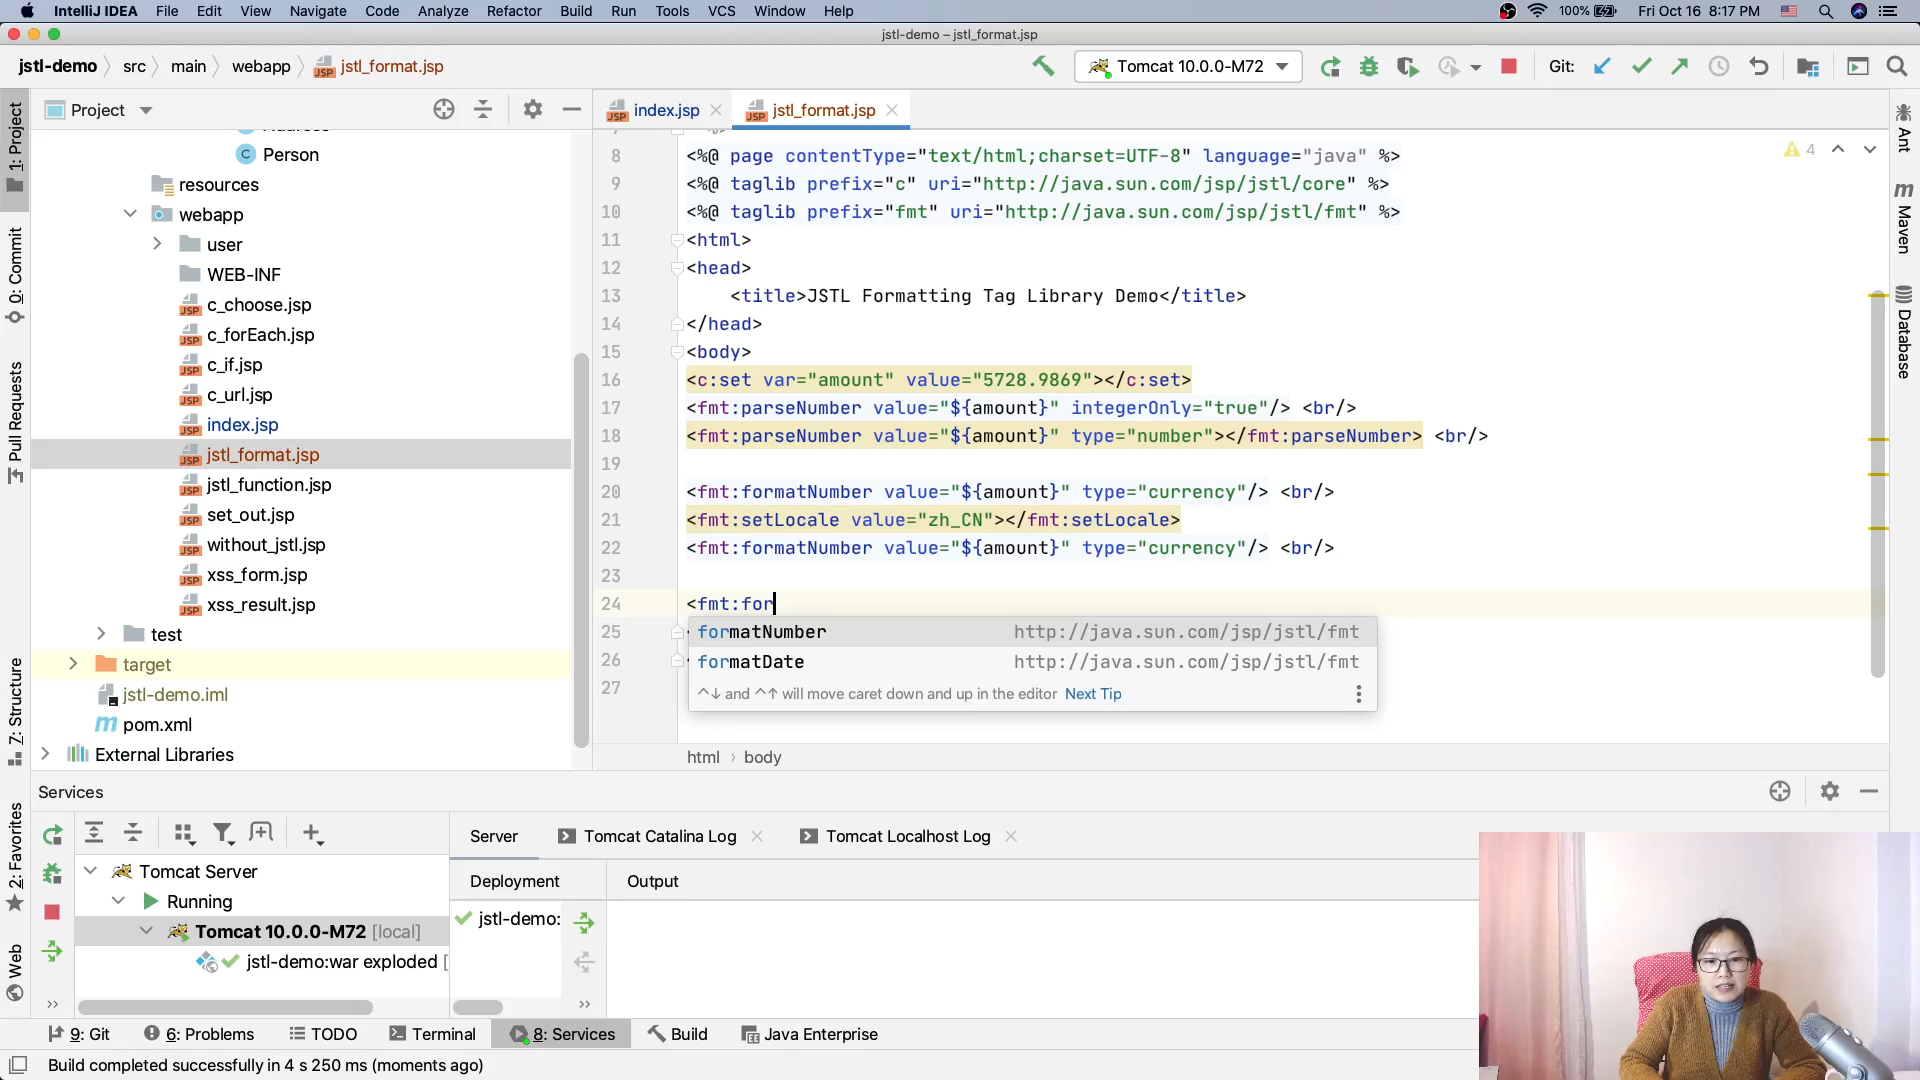 IntelliJ IDEA File Edit View Navigate Code Analyze Refactor Build Run Tools VCS Window Help 100% Fri Oct 16 8:17 PM
jstl-demo – jstl_format.jsp
jstl-demo src main webapp jstl_format.jsp Tomcat 10.0.0-M72 Git:
Project
index.jsp jstl_format.jsp
1: Project
0: Commit
Pull Requests
Z: Structure
2: Favorites
Web
Person
resources
webapp
user
WEB-INF
c_choose.jsp
c_forEach.jsp
c_if.jsp
c_url.jsp
index.jsp
jstl_format.jsp
jstl_function.jsp
set_out.jsp
without_jstl.jsp
xss_form.jsp
xss_result.jsp
test
target
jstl-demo.iml
pom.xml
External Libraries
8 <%@ page contentType="text/html;charset=UTF-8" language="java" %>
9 <%@ taglib prefix="c" uri="http://java.sun.com/jsp/jstl/core" %>
10 <%@ taglib prefix="fmt" uri="http://java.sun.com/jsp/jstl/fmt" %>
11 <html>
12 <head>
13 <title>JSTL Formatting Tag Library Demo</title>
14 </head>
15 <body>
16 <c:set var="amount" value="5728.9869"></c:set>
17 <fmt:parseNumber value="${amount}" integerOnly="true"/> <br/>
18 <fmt:parseNumber value="${amount}" type="number"></fmt:parseNumber> <br/>
19
20 <fmt:formatNumber value="${amount}" type="currency"/> <br/>
21 <fmt:setLocale value="zh_CN"></fmt:setLocale>
22 <fmt:formatNumber value="${amount}" type="currency"/> <br/>
23
24 <fmt:for
25
26
27
formatNumber http://java.sun.com/jsp/jstl/fmt
formatDate http://java.sun.com/jsp/jstl/fmt
^↓ and ^↑ will move caret down and up in the editor Next Tip
html › body
4
Ant
Maven
Database
Services
Server Tomcat Catalina Log Tomcat Localhost Log
Deployment Output
Tomcat Server
Running
Tomcat 10.0.0-M72 [local]
jstl-demo:war exploded [
jstl-demo:
9: Git 6: Problems TODO Terminal 8: Services Build Java Enterprise
Build completed successfully in 4 s 250 ms (moments ago)